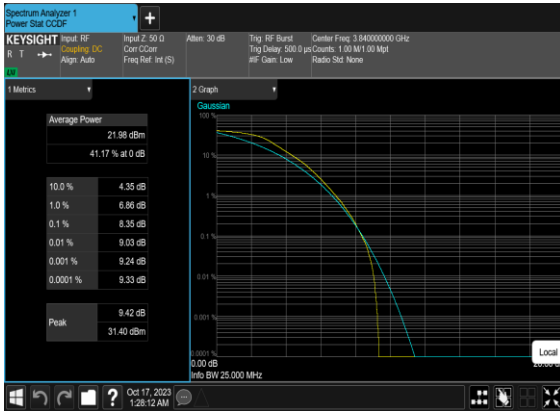 Spectrum Analyzer 1
Power Stat CCDF
+
KEYSIGHT
R T
LXI
Input: RF
Coupling: DC
Align: Auto
Input Z: 50 Ω
Corr CCorr
Freq Ref: Int (S)
Atten: 30 dB
Trig: RF Burst
Trig Delay: 500.0 µs
#IF Gain: Low
Center Freq: 3.840000000 GHz
Counts: 1.00 M/1.00 Mpt
Radio Std: None
1 Metrics
Average Power
21.98 dBm
41.17 % at 0 dB
10.0 % 4.35 dB
1.0 % 6.86 dB
0.1 % 8.35 dB
0.01 % 9.03 dB
0.001 % 9.24 dB
0.0001 % 9.33 dB
Peak
9.42 dB
31.40 dBm
2 Graph
Gaussian
100 %
10 %
1 %
0.1 %
0.01 %
0.001 %
0.0001 %
0.00 dB
Info BW 25.000 MHz
Local
?
Oct 17, 2023
1:28:12 AM